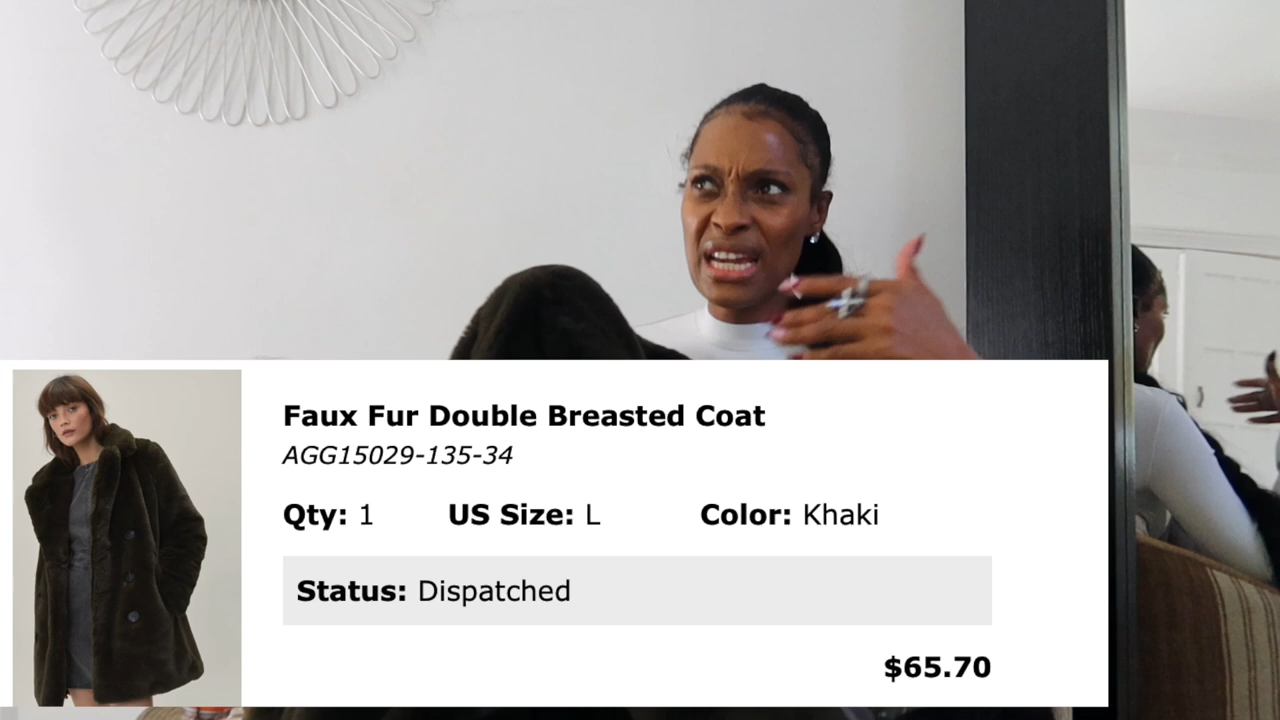 Faux Fur Double Breasted Coat
AGG15029-135-34
Qty: 1 US Size: L Color: Khaki
Status: Dispatched
$65.70